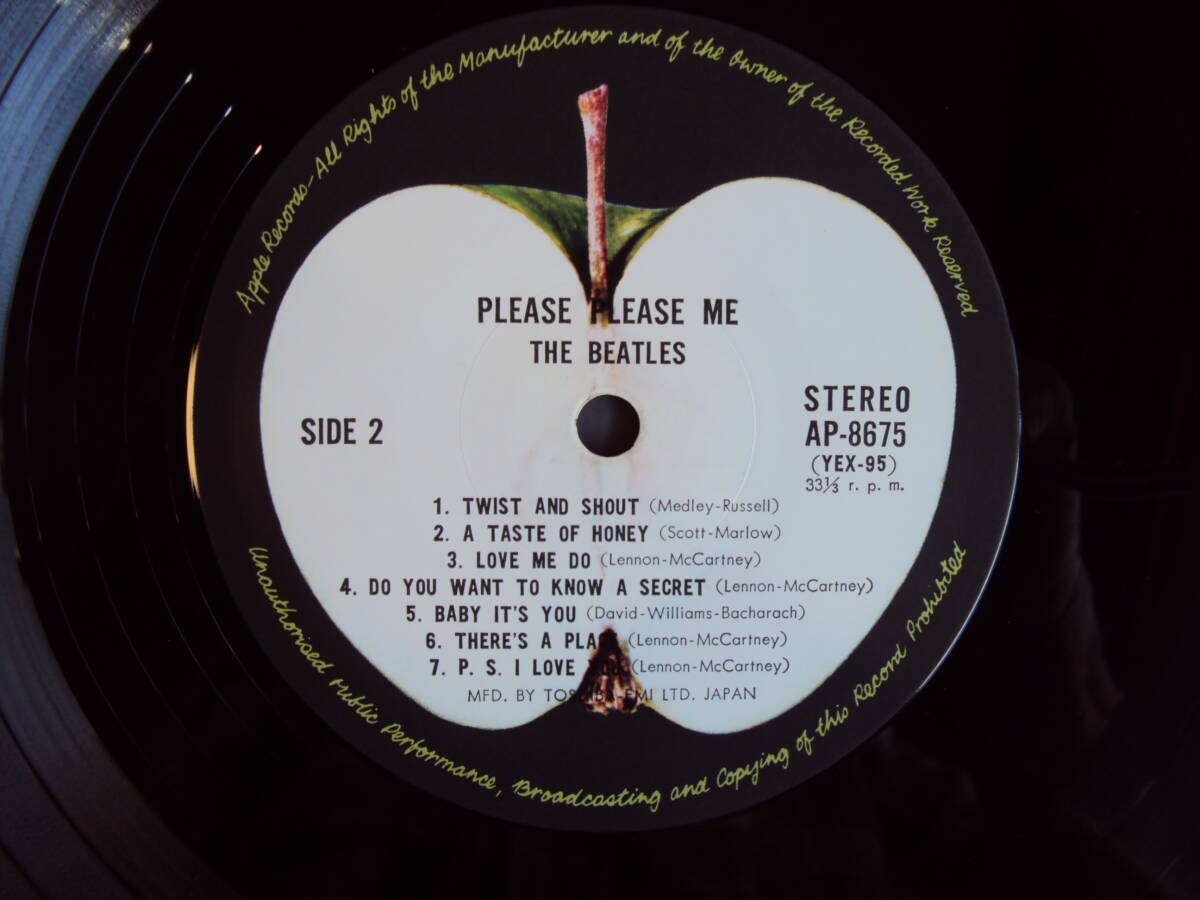 Apple Records-All Rights of the Manufacturer and of the Owner of the Recorded Work Reserved
PLEASE PLEASE ME
THE BEATLES
SIDE 2
STEREO
AP-8675
(YEX-95)
33⅓ r. p. m.
1. TWIST AND SHOUT (Medley-Russell)
2. A TASTE OF HONEY (Scott-Marlow)
3. LOVE ME DO (Lennon-McCartney)
4. DO YOU WANT TO KNOW A SECRET (Lennon-McCartney)
5. BABY IT'S YOU (David-Williams-Bacharach)
6. THERE'S A PLACE (Lennon-McCartney)
7. P. S. I LOVE YOU (Lennon-McCartney)
MFD. BY TOSHIBA-EMI LTD. JAPAN
Unauthorised Public Performance, Broadcasting and Copying of this Record Prohibited